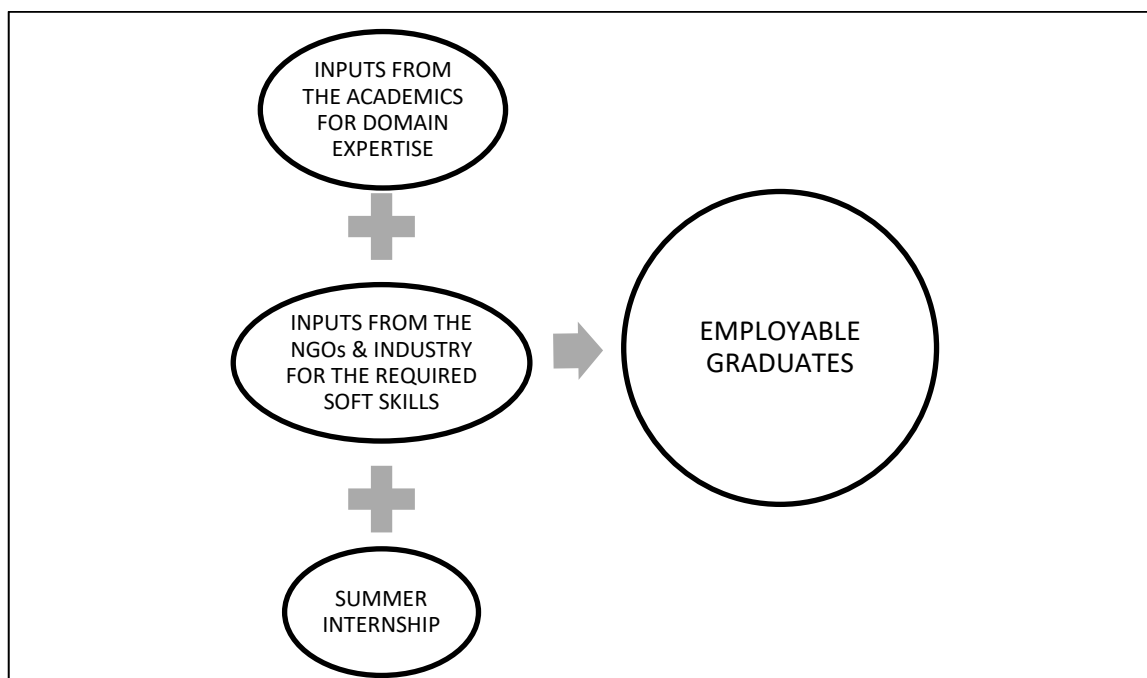 INPUTS FROM
THE ACADEMICS
FOR DOMAIN
EXPERTISE
INPUTS FROM THE
NGOs & INDUSTRY
FOR THE REQUIRED
SOFT SKILLS
SUMMER
INTERNSHIP
EMPLOYABLE
GRADUATES